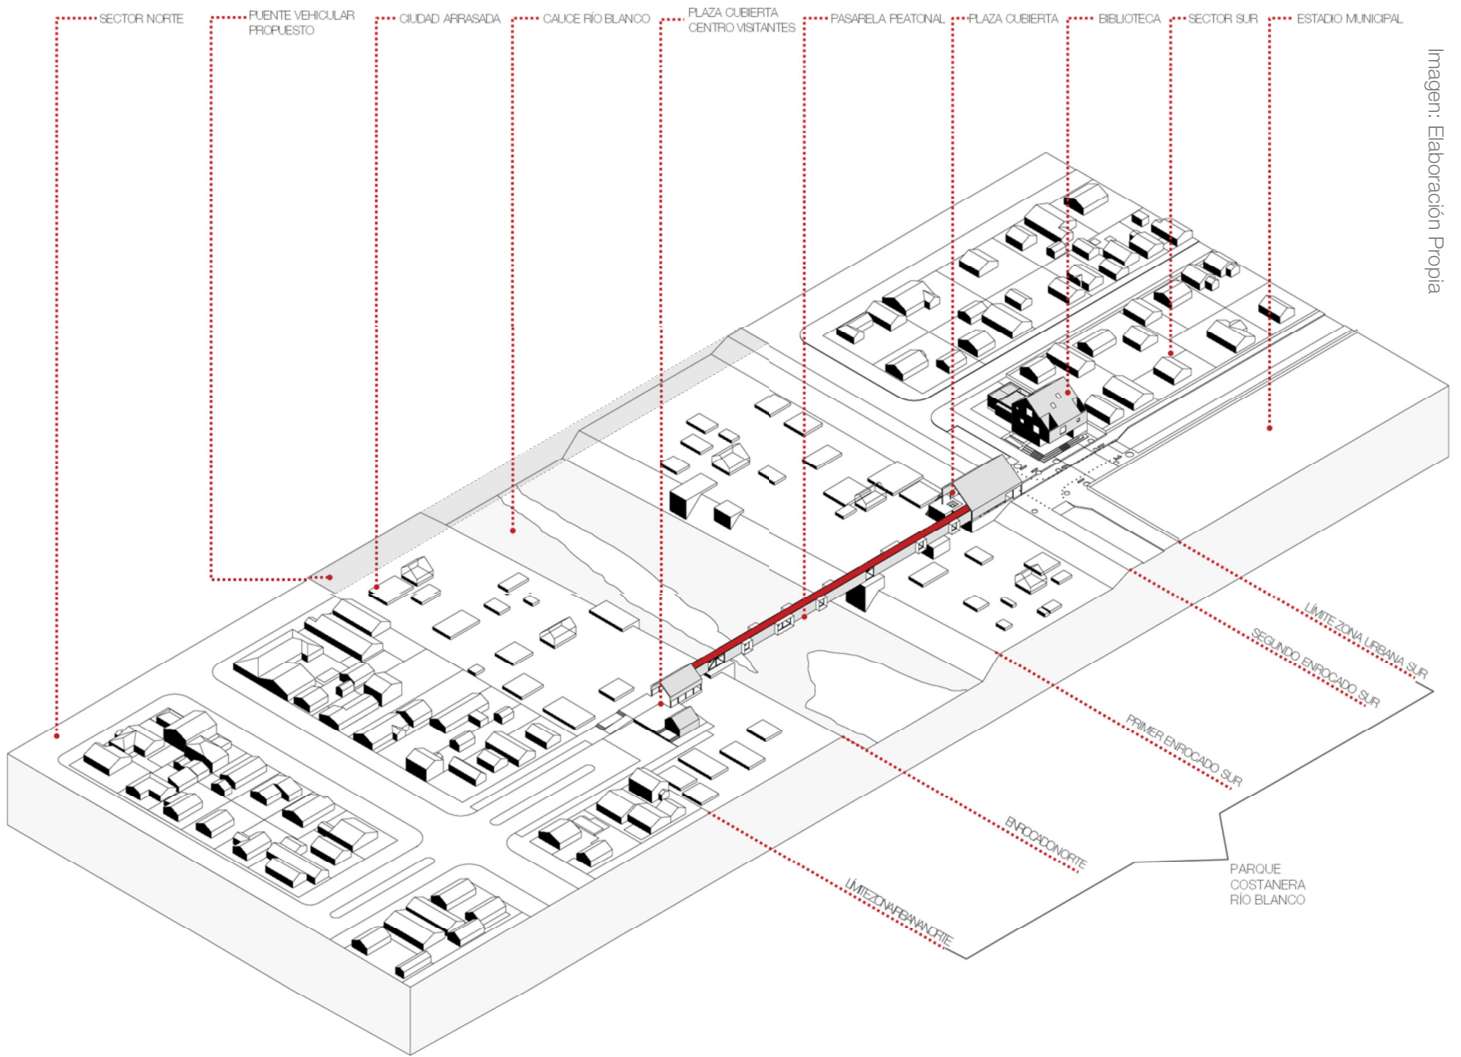 SECTOR NORTE
PUENTE VEHICULAR
PROPUESTO
CIUDAD ARRASADA
CAUCE RÍO BLANCO
PLAZA CUBIERTA
CENTRO VISITANTES
PASARELA PEATONAL
PLAZA CUBIERTA
BIBLIOTECA
SECTOR SUR
ESTADIO MUNICIPAL
Imagen: Elaboración Propia
LÍMITE ZONA URBANA SUR
SEGUNDO ENROCADO SUR
PRIMER ENROCADO SUR
ENROCADO NORTE
LÍMITE ZONA URBANA NORTE
PARQUE
COSTANERA
RÍO BLANCO